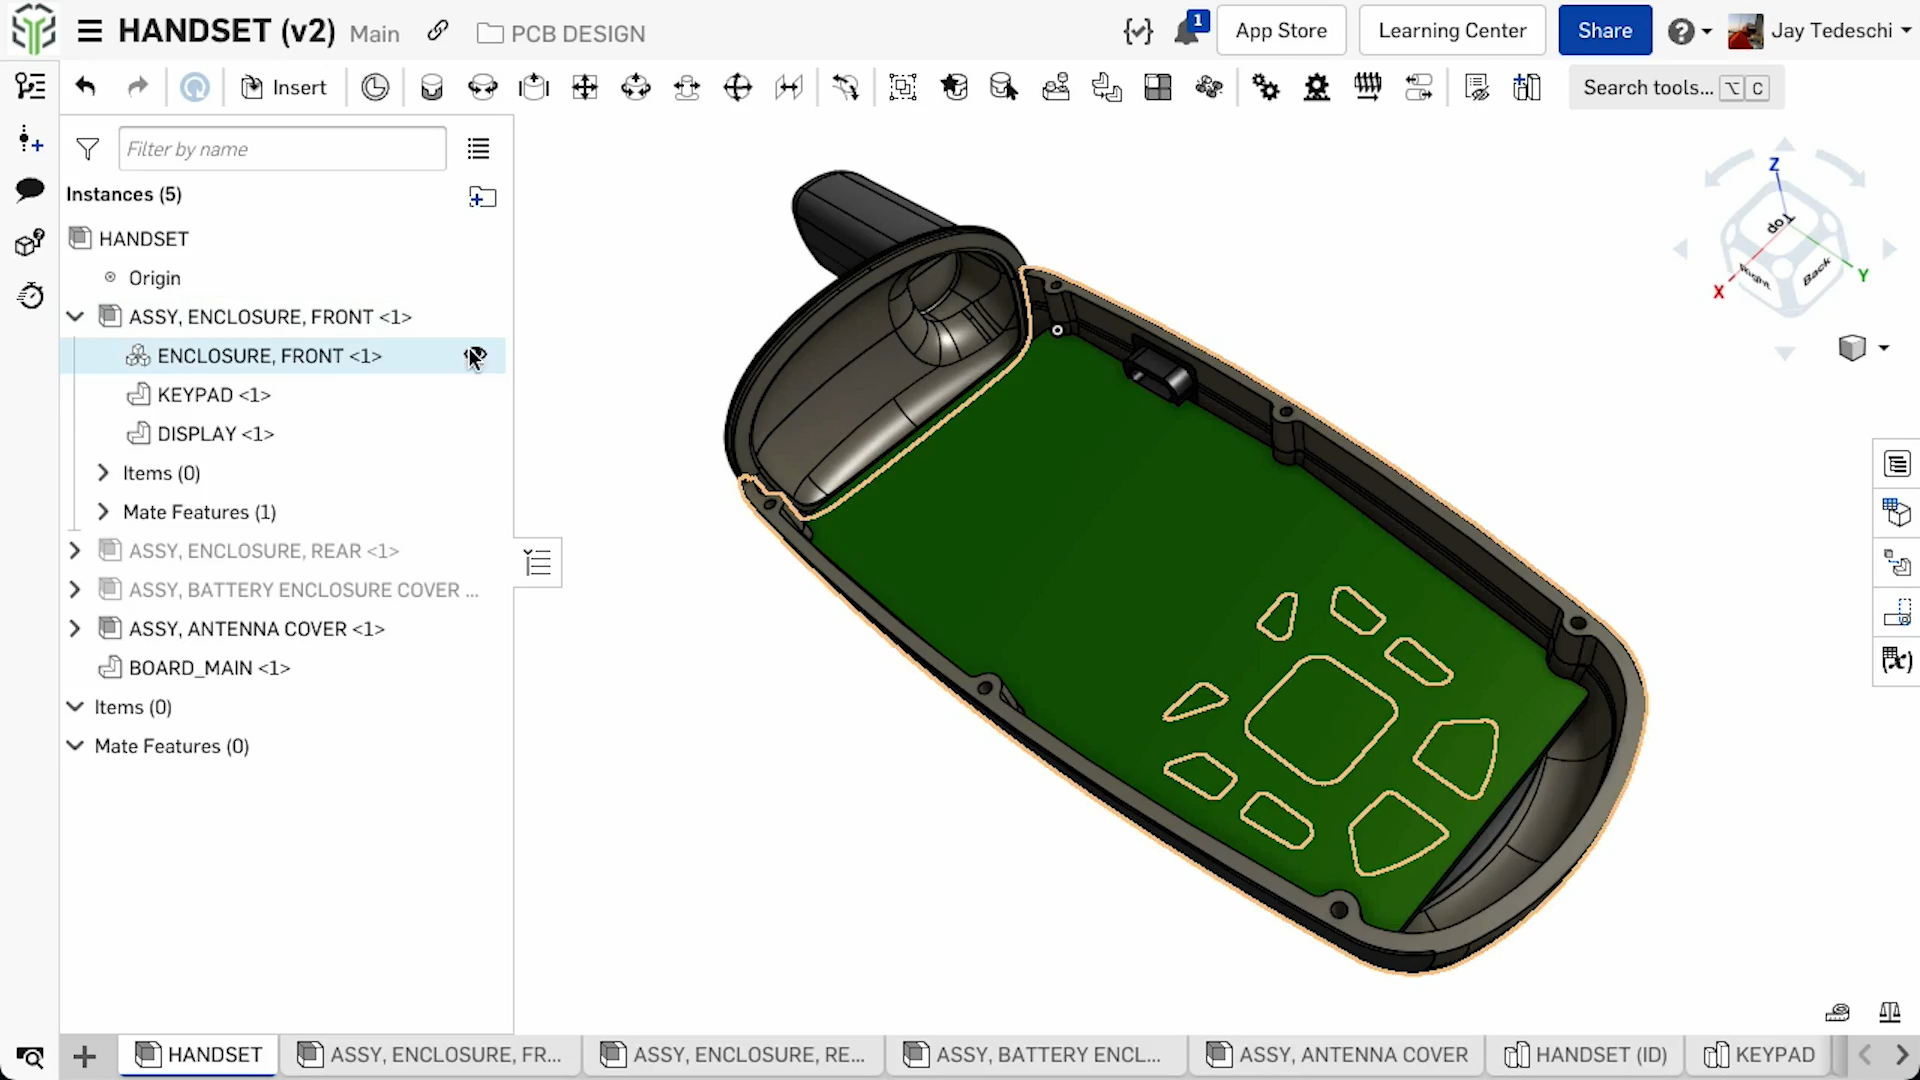 HANDSET (v2) Main PCB DESIGN 1 App Store Learning Center Share Jay Tedeschi
Insert Search tools... ⌥ C
Filter by name
Instances (5)
HANDSET
Origin
ASSY, ENCLOSURE, FRONT <1>
ENCLOSURE, FRONT <1>
KEYPAD <1>
DISPLAY <1>
Items (0)
Mate Features (1)
ASSY, ENCLOSURE, REAR <1>
ASSY, BATTERY ENCLOSURE COVER ...
ASSY, ANTENNA COVER <1>
BOARD_MAIN <1>
Items (0)
Mate Features (0)
Z
Top
Right
Back
X
Y
HANDSET ASSY, ENCLOSURE, FR... ASSY, ENCLOSURE, RE... ASSY, BATTERY ENCL... ASSY, ANTENNA COVER HANDSET (ID) KEYPAD